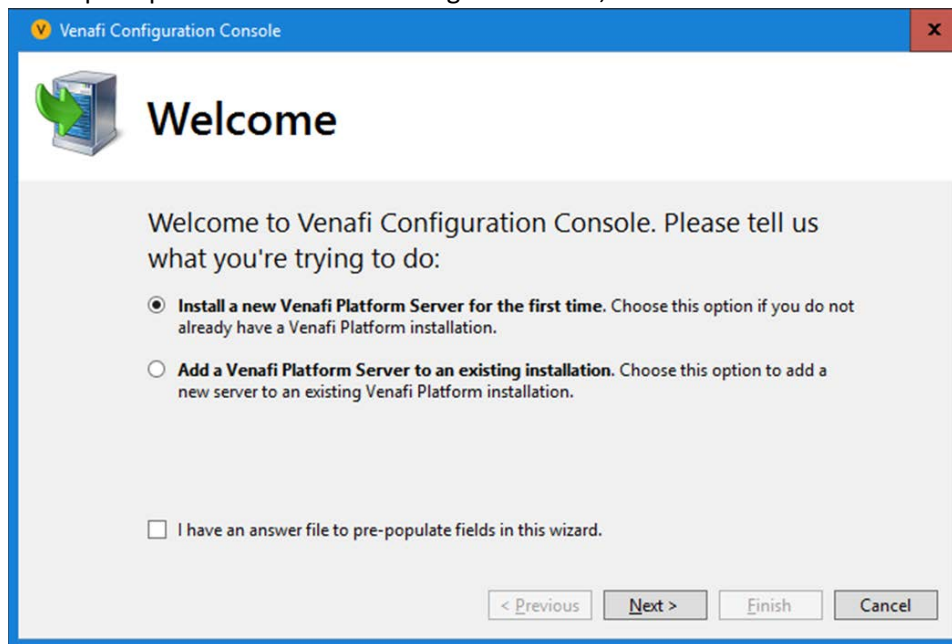 Venafi Configuration Console
x
Welcome
Welcome to Venafi Configuration Console. Please tell us
what you're trying to do:
Install a new Venafi Platform Server for the first time. Choose this option if you do not
already have a Venafi Platform installation.
Add a Venafi Platform Server to an existing installation. Choose this option to add a
new server to an existing Venafi Platform installation.
I have an answer file to pre-populate fields in this wizard.
< Previous Next > Finish Cancel